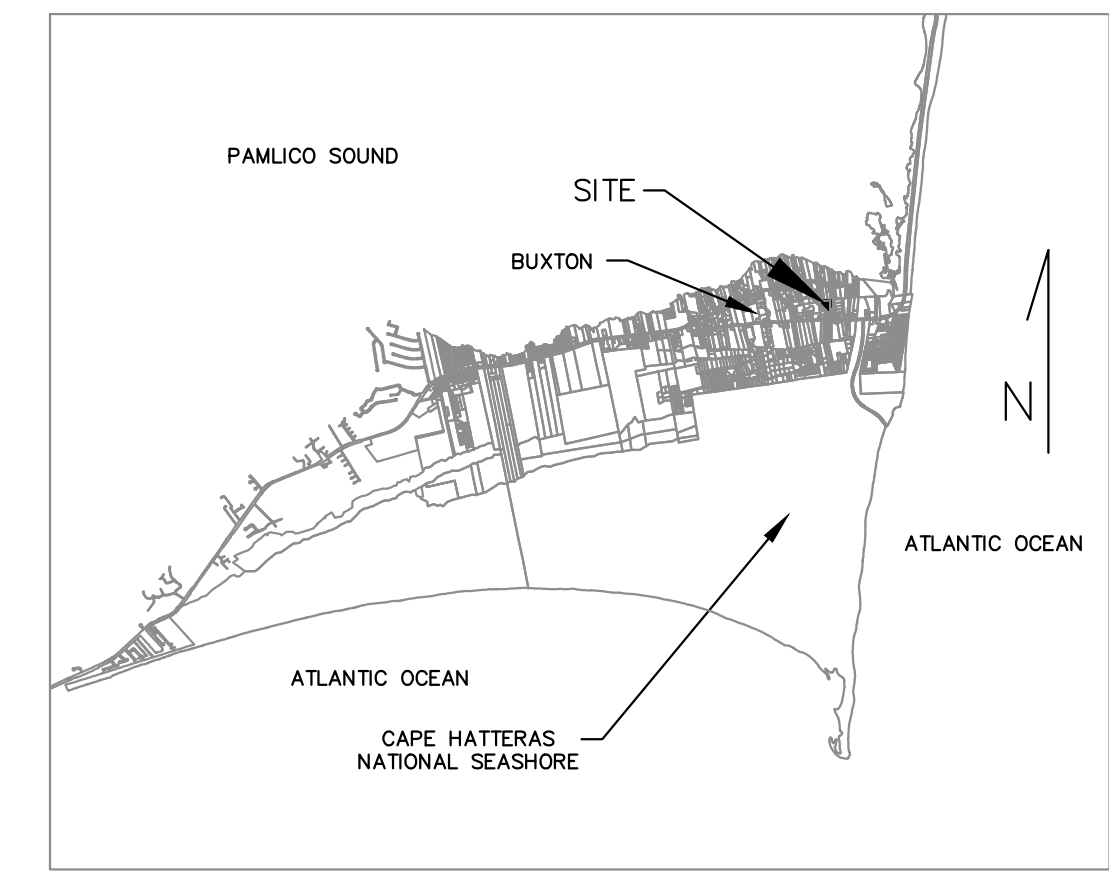 PAMLICO SOUND
SITE
BUXTON
N
ATLANTIC OCEAN
ATLANTIC OCEAN
CAPE HATTERAS
NATIONAL SEASHORE